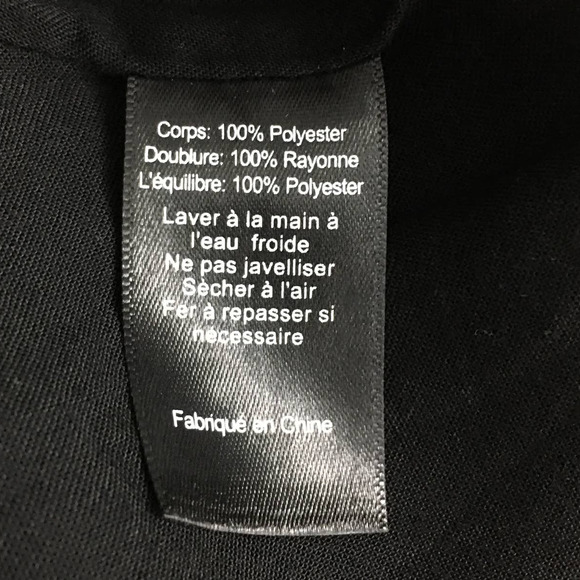 Corps: 100% Polyester
Doublure: 100% Rayonne
L'équilibre: 100% Polyester
Laver à la main à
l'eau froide
Ne pas javelliser
Sècher à l'air
Fer à repasser si
nécessaire
Fabriqué en Chine